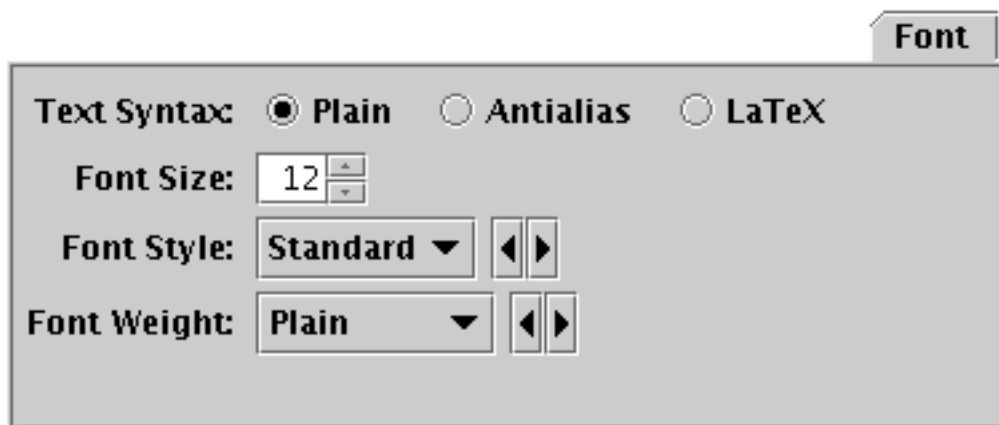 Font
Text Syntax: Plain Antialias LaTeX
Font Size: 12
Font Style: Standard
Font Weight: Plain